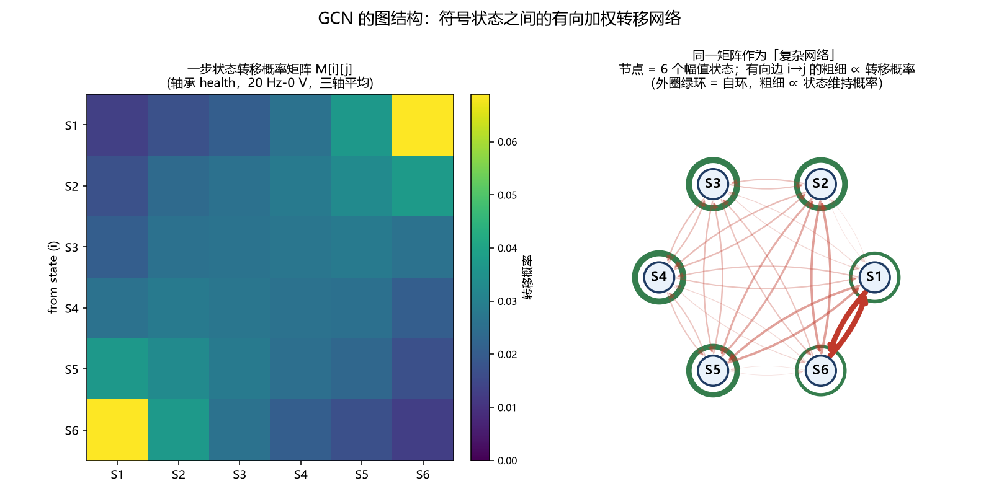 GCN 的图结构：符号状态之间的有向加权转移网络
一步状态转移概率矩阵 M[i][j]
(轴承 health，20 Hz-0 V，三轴平均)
from state (i)
S1
S2
S3
S4
S5
S6
S1
S2
S3
S4
S5
S6
0.06
0.05
0.04
0.03
0.02
0.01
0.00
转移概率
同一矩阵作为「复杂网络」
节点 = 6 个幅值状态；有向边 i→j 的粗细 ∝ 转移概率
(外圈绿环 = 自环，粗细 ∝ 状态维持概率)
S3
S2
S4
S1
S5
S6